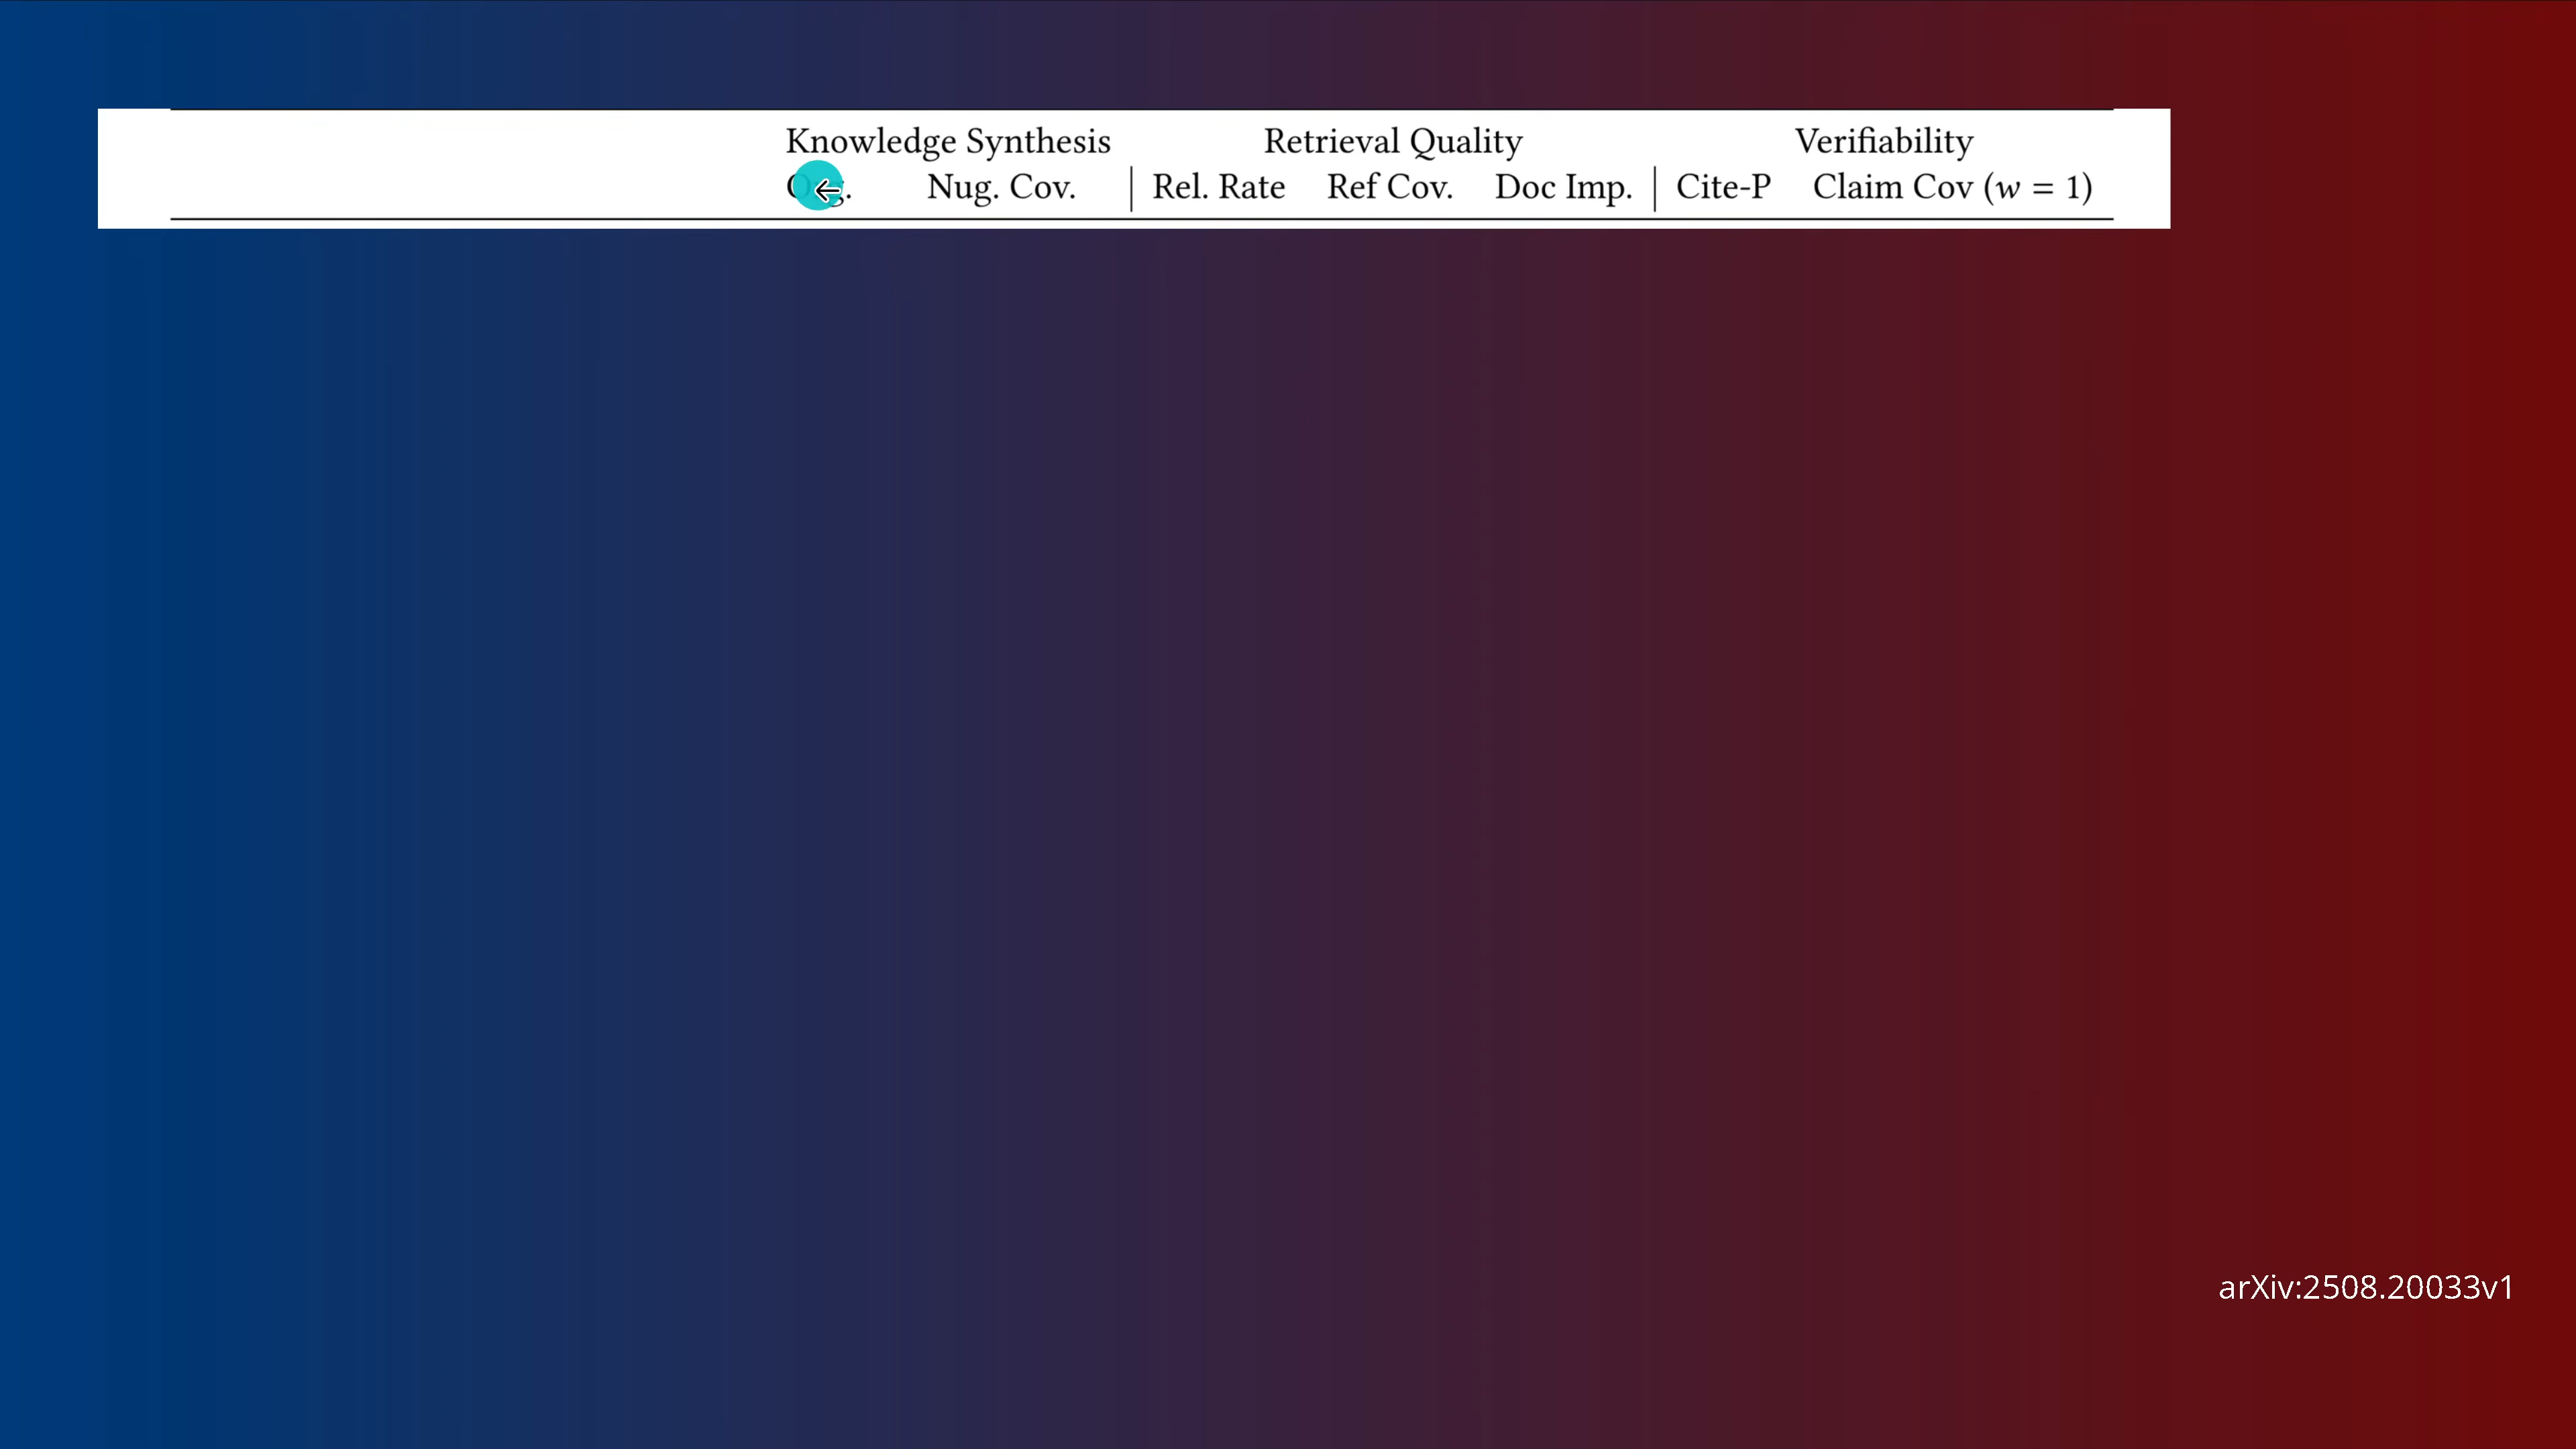 Knowledge Synthesis Retrieval Quality Verifiability
Nug. Cov. Rel. Rate Ref Cov. Doc Imp. Cite-P Claim Cov (w = 1)
arXiv:2508.20033v1